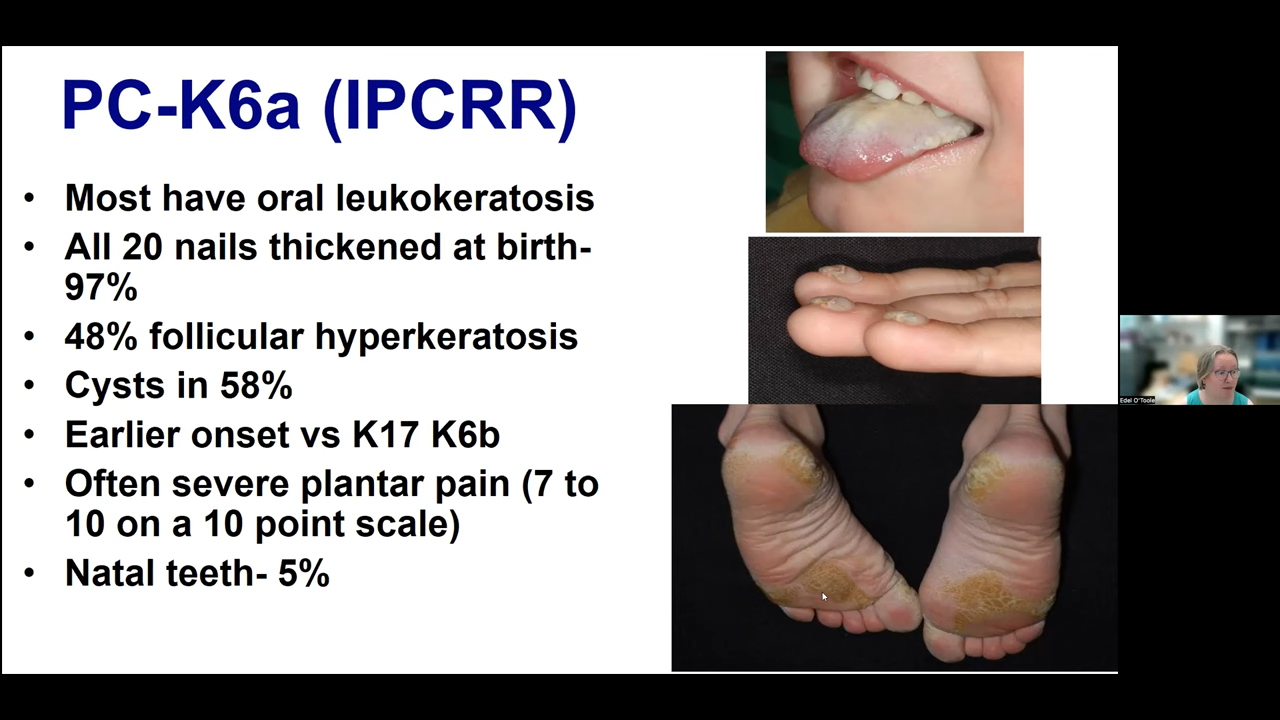 PC-K6a (IPCRR)
• Most have oral leukokeratosis
• All 20 nails thickened at birth-
97%
• 48% follicular hyperkeratosis
• Cysts in 58%
• Earlier onset vs K17 K6b
• Often severe plantar pain (7 to
10 on a 10 point scale)
• Natal teeth- 5%
Edel O'Toole